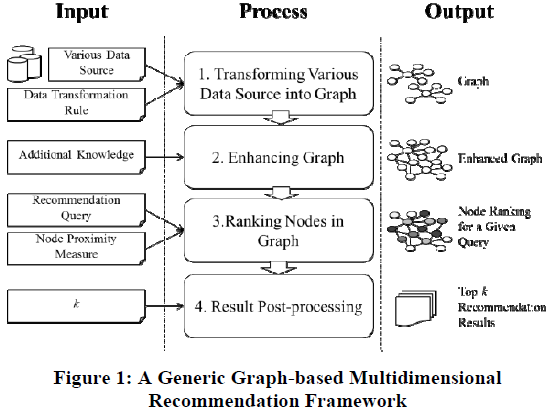 Input
Process
Output
Various Data
Source
Data Transformation
Rule
1. Transforming Various
Data Source into Graph
Graph
Additional Knowledge
2. Enhancing Graph
Enhanced Graph
Recommendation
Query
Node Proximity
Measure
3.Ranking Nodes in
Graph
Node Ranking
for a Given
Query
k
4. Result Post-processing
Top k
Recommendation
Results
Figure 1: A Generic Graph-based Multidimensional
Recommendation Framework